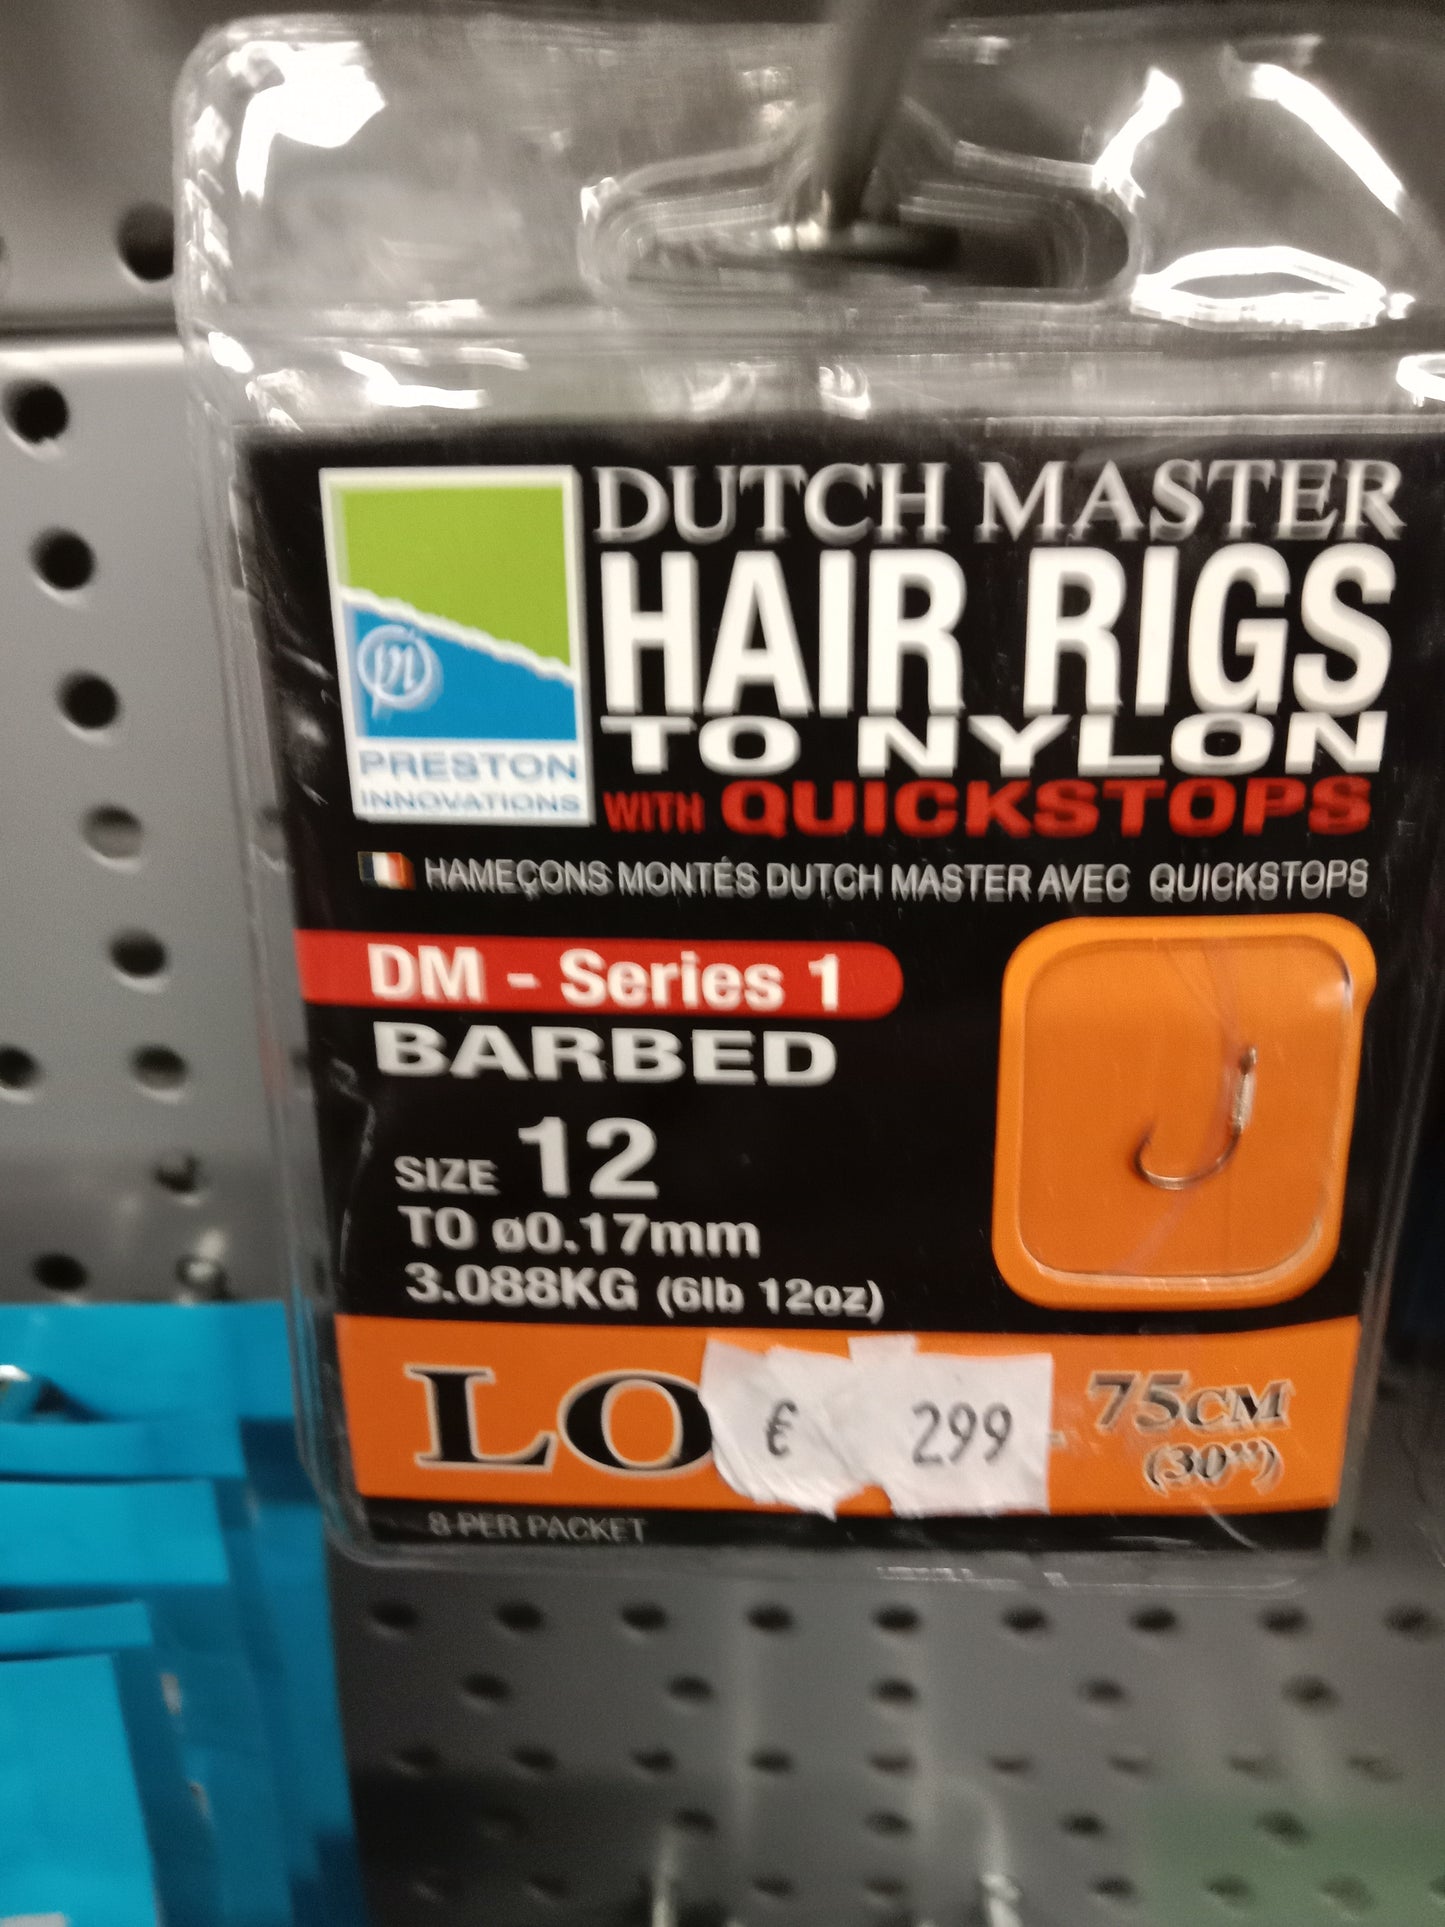 DUTCH MASTER
HAIR RIGS
TO NYLON
WITH QUICKSTOPS
PRESTON
INNOVATIONS
HAMEÇONS MONTÉS DUTCH MASTER AVEC QUICKSTOPS
DM - Series 1
BARBED
SIZE 12
TO ø0.17mm
3.088KG (6lb 12oz)
LO
€ 299
75CM
(30")
8 PER PACKET